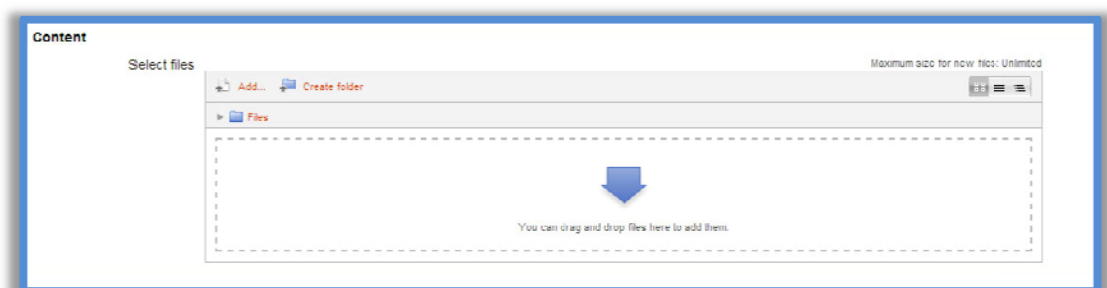 Content
Select files
Maximum size for new files: Unlimited
Add... Create folder
Files
You can drag and drop files here to add them.